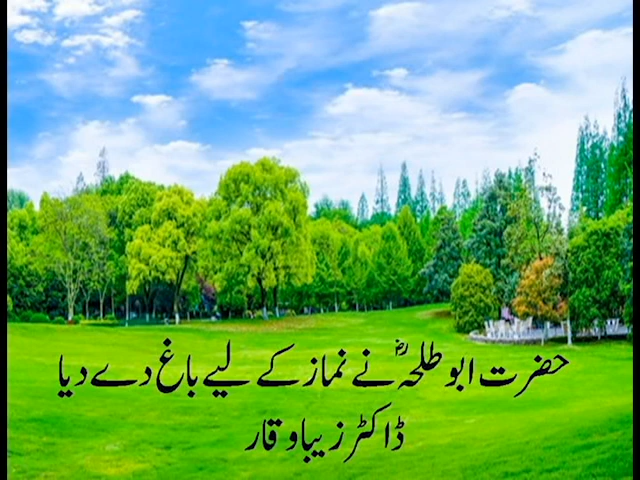 حضرت ابو طلحہؓ نے نماز کے لیے باغ دے دیا
ڈاکٹر زیبا وقار